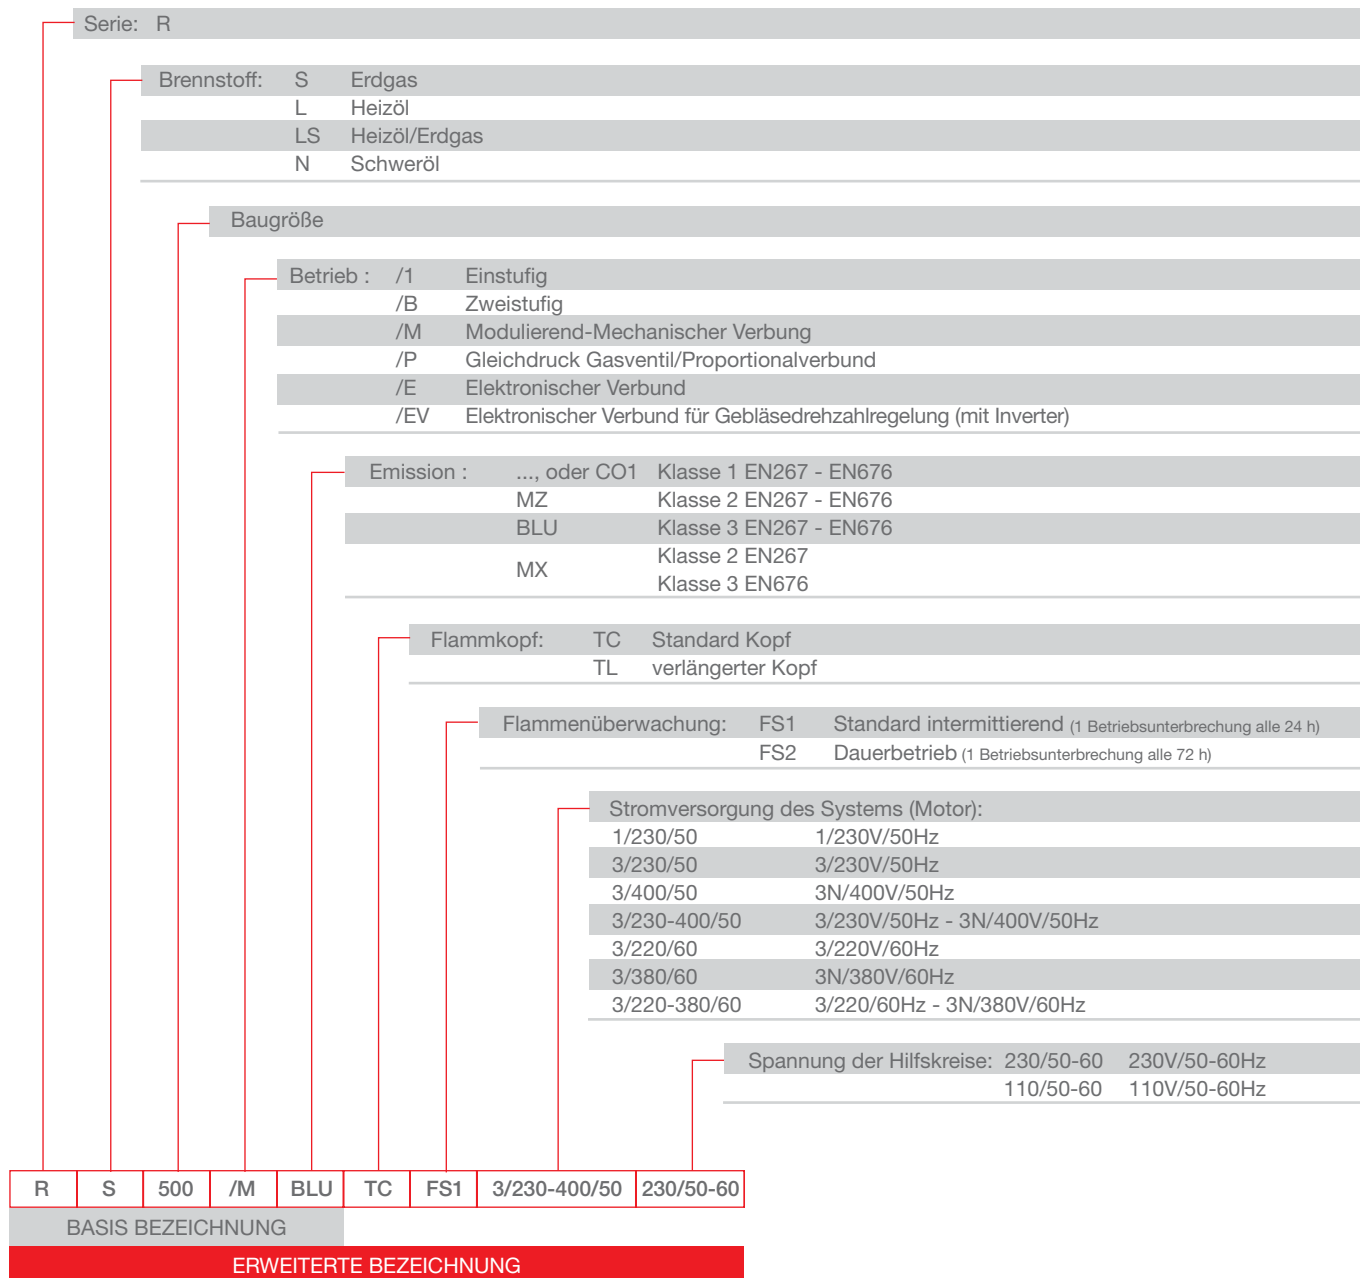 Serie: R
Brennstoff: S Erdgas
L Heizöl
LS Heizöl/Erdgas
N Schweröl
Baugröße
Betrieb : /1 Einstufig
/B Zweistufig
/M Modulierend-Mechanischer Verbung
/P Gleichdruck Gasventil/Proportionalverbund
/E Elektronischer Verbund
/EV Elektronischer Verbund für Gebläsedrehzahlregelung (mit Inverter)
Emission : ..., oder CO1 Klasse 1 EN267 - EN676
MZ Klasse 2 EN267 - EN676
BLU Klasse 3 EN267 - EN676
MX Klasse 2 EN267
Klasse 3 EN676
Flammkopf: TC Standard Kopf
TL verlängerter Kopf
Flammenüberwachung: FS1 Standard intermittierend (1 Betriebsunterbrechung alle 24 h)
FS2 Dauerbetrieb (1 Betriebsunterbrechung alle 72 h)
Stromversorgung des Systems (Motor):
1/230/50 1/230V/50Hz
3/230/50 3/230V/50Hz
3/400/50 3N/400V/50Hz
3/230-400/50 3/230V/50Hz - 3N/400V/50Hz
3/220/60 3/220V/60Hz
3/380/60 3N/380V/60Hz
3/220-380/60 3/220/60Hz - 3N/380V/60Hz
Spannung der Hilfskreise: 230/50-60 230V/50-60Hz
110/50-60 110V/50-60Hz
R S 500 /M BLU TC FS1 3/230-400/50 230/50-60
BASIS BEZEICHNUNG
ERWEITERTE BEZEICHNUNG